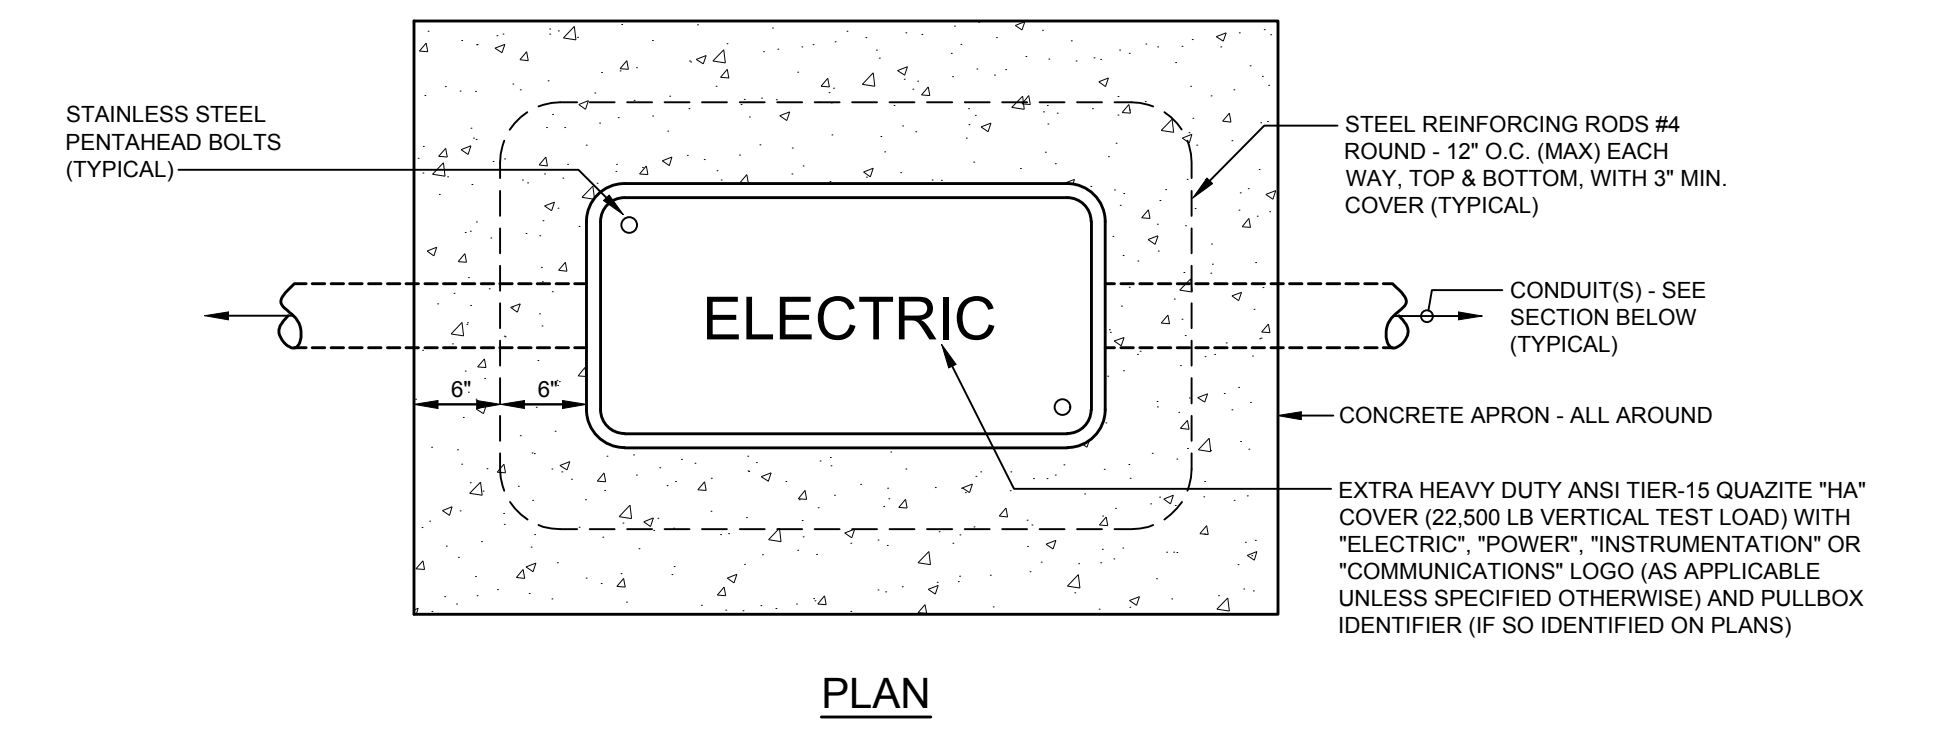 STAINLESS STEEL
PENTAHEAD BOLTS
(TYPICAL)
STEEL REINFORCING RODS #4
ROUND - 12" O.C. (MAX) EACH
WAY, TOP & BOTTOM, WITH 3" MIN.
COVER (TYPICAL)
ELECTRIC
CONDUIT(S) - SEE
SECTION BELOW
(TYPICAL)
6"
6"
CONCRETE APRON - ALL AROUND
EXTRA HEAVY DUTY ANSI TIER-15 QUAZITE "HA"
COVER (22,500 LB VERTICAL TEST LOAD) WITH
"ELECTRIC", "POWER", "INSTRUMENTATION" OR
"COMMUNICATIONS" LOGO (AS APPLICABLE
UNLESS SPECIFIED OTHERWISE) AND PULLBOX
IDENTIFIER (IF SO IDENTIFIED ON PLANS)
PLAN